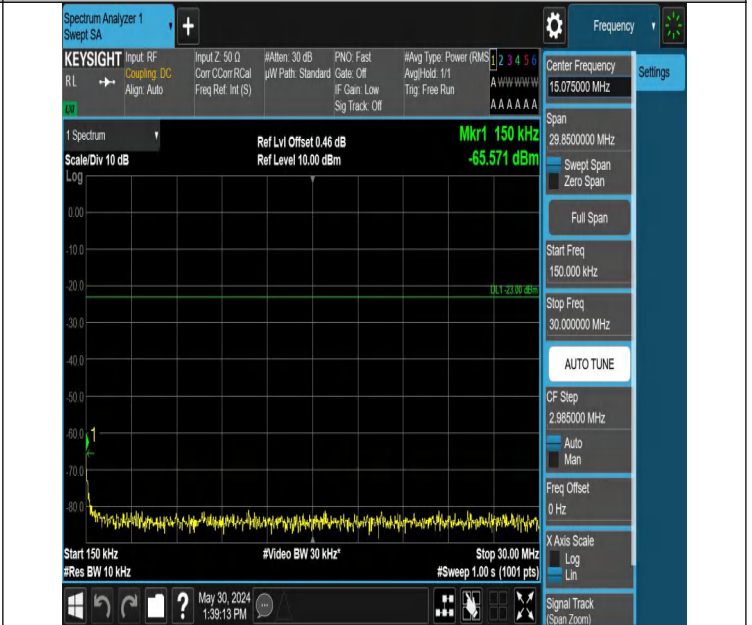 Spectrum Analyzer 1
Swept SA
+
Frequency
KEYSIGHT
RL
Input: RF
Coupling: DC
Align: Auto
Input Z: 50 Ω
Corr CCorr RCal
Freq Ref: Int (S)
#Atten: 30 dB
µW Path: Standard
PNO: Fast
Gate: Off
IF Gain: Low
Sig Track: Off
#Avg Type: Power (RMS
Avg|Hold: 1/1
Trig: Free Run
1 2 3 4 5 6
A W W W W W
A A A A A A
1 Spectrum
Scale/Div 10 dB
Log
Ref Lvl Offset 0.46 dB
Ref Level 10.00 dBm
Mkr1 150 kHz
-65.571 dBm
0.00
-10.0
-20.0
DL1 -23.00 dBm
-30.0
-40.0
-50.0
-60.0
1
-70.0
-80.0
Start 150 kHz
#Res BW 10 kHz
#Video BW 30 kHz*
Stop 30.00 MHz
#Sweep 1.00 s (1001 pts)
?
May 30, 2024
1:39:13 PM
Center Frequency
15.075000 MHz
Settings
Span
29.8500000 MHz
Swept Span
Zero Span
Full Span
Start Freq
150.000 kHz
Stop Freq
30.000000 MHz
AUTO TUNE
CF Step
2.985000 MHz
Auto
Man
Freq Offset
0 Hz
X Axis Scale
Log
Lin
Signal Track
(Span Zoom)